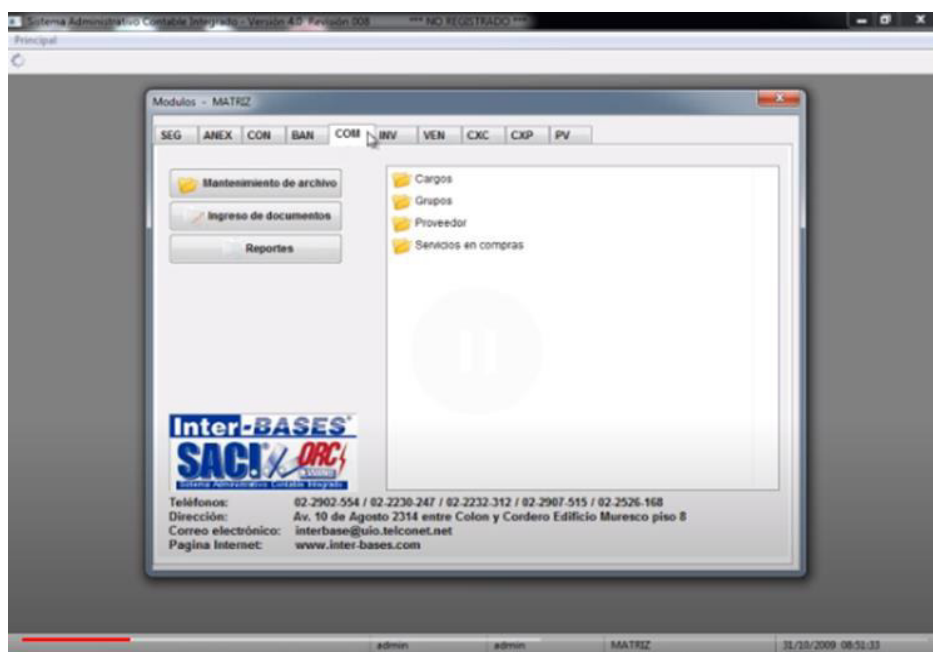 Sistema Administrativo Contable Integrado - Versión 4.0 Revisión 008 *** NO REGISTRADO ***
Principal
Modulos - MATRIZ
SEG ANEX CON BAN COM INV VEN CXC CXP PV
Mantenimiento de archivo
Ingreso de documentos
Reportes
Cargos
Grupos
Proveedor
Servicios en compras
Inter-BASES
SACI ORC
Sistema Administrativo Contable Integrado
Teléfonos: 02-2902-554 / 02-2230-247 / 02-2232-312 / 02-2907-515 / 02-2526-168
Dirección: Av. 10 de Agosto 2314 entre Colon y Cordero Edificio Muresco piso 8
Correo electrónico: interbase@uio.telconet.net
Pagina Internet: www.inter-bases.com
admin admin MATRIZ 31/10/2009 08:51:33